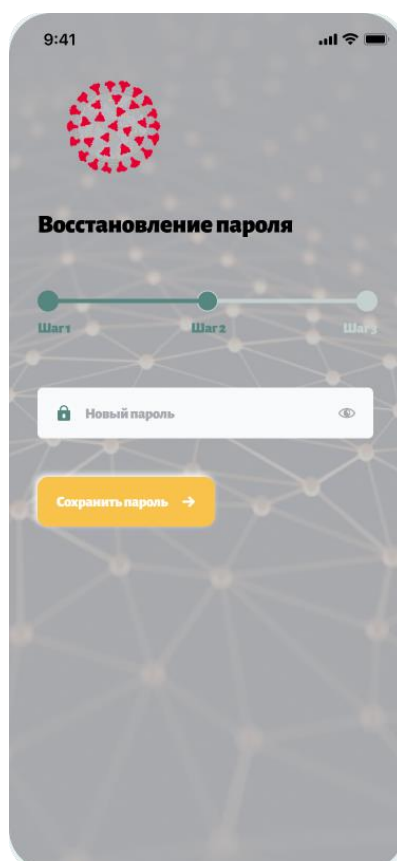 9:41
Восстановление пароля
Шаг 1 Шаг 2 Шаг 3
Новый пароль
Сохранить пароль →